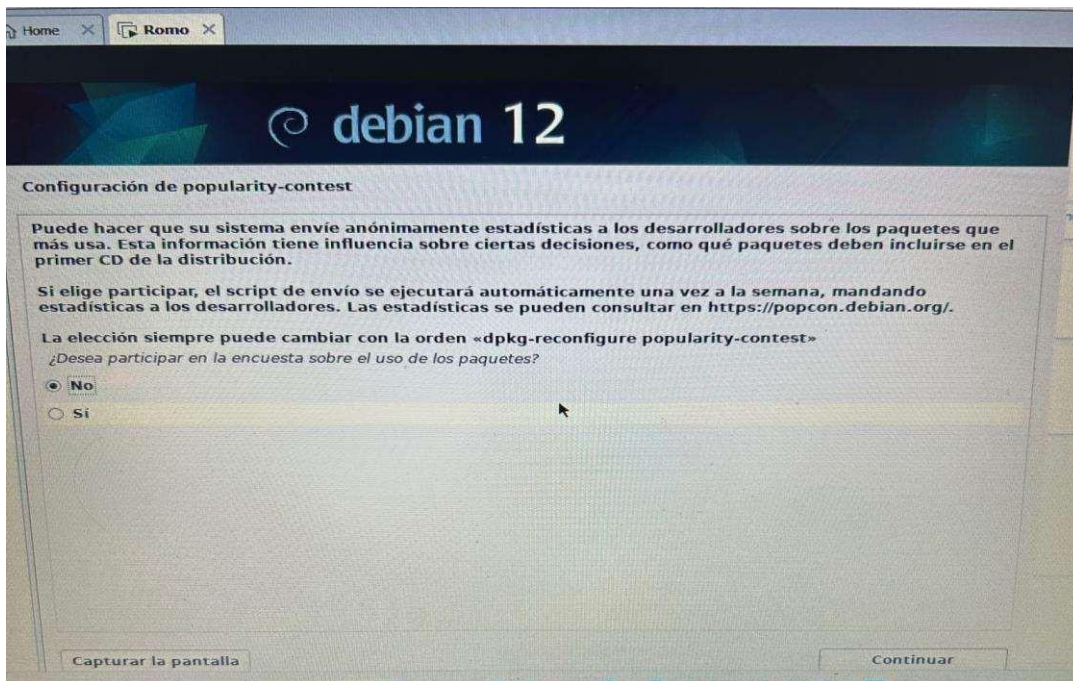 Home
Romo
debian 12
Configuración de popularity-contest
Puede hacer que su sistema envíe anónimamente estadísticas a los desarrolladores sobre los paquetes que
más usa. Esta información tiene influencia sobre ciertas decisiones, como qué paquetes deben incluirse en el
primer CD de la distribución.
Si elige participar, el script de envío se ejecutará automáticamente una vez a la semana, mandando
estadísticas a los desarrolladores. Las estadísticas se pueden consultar en https://popcon.debian.org/.
La elección siempre puede cambiar con la orden «dpkg-reconfigure popularity-contest»
¿Desea participar en la encuesta sobre el uso de los paquetes?
No
Sí
Capturar la pantalla
Continuar